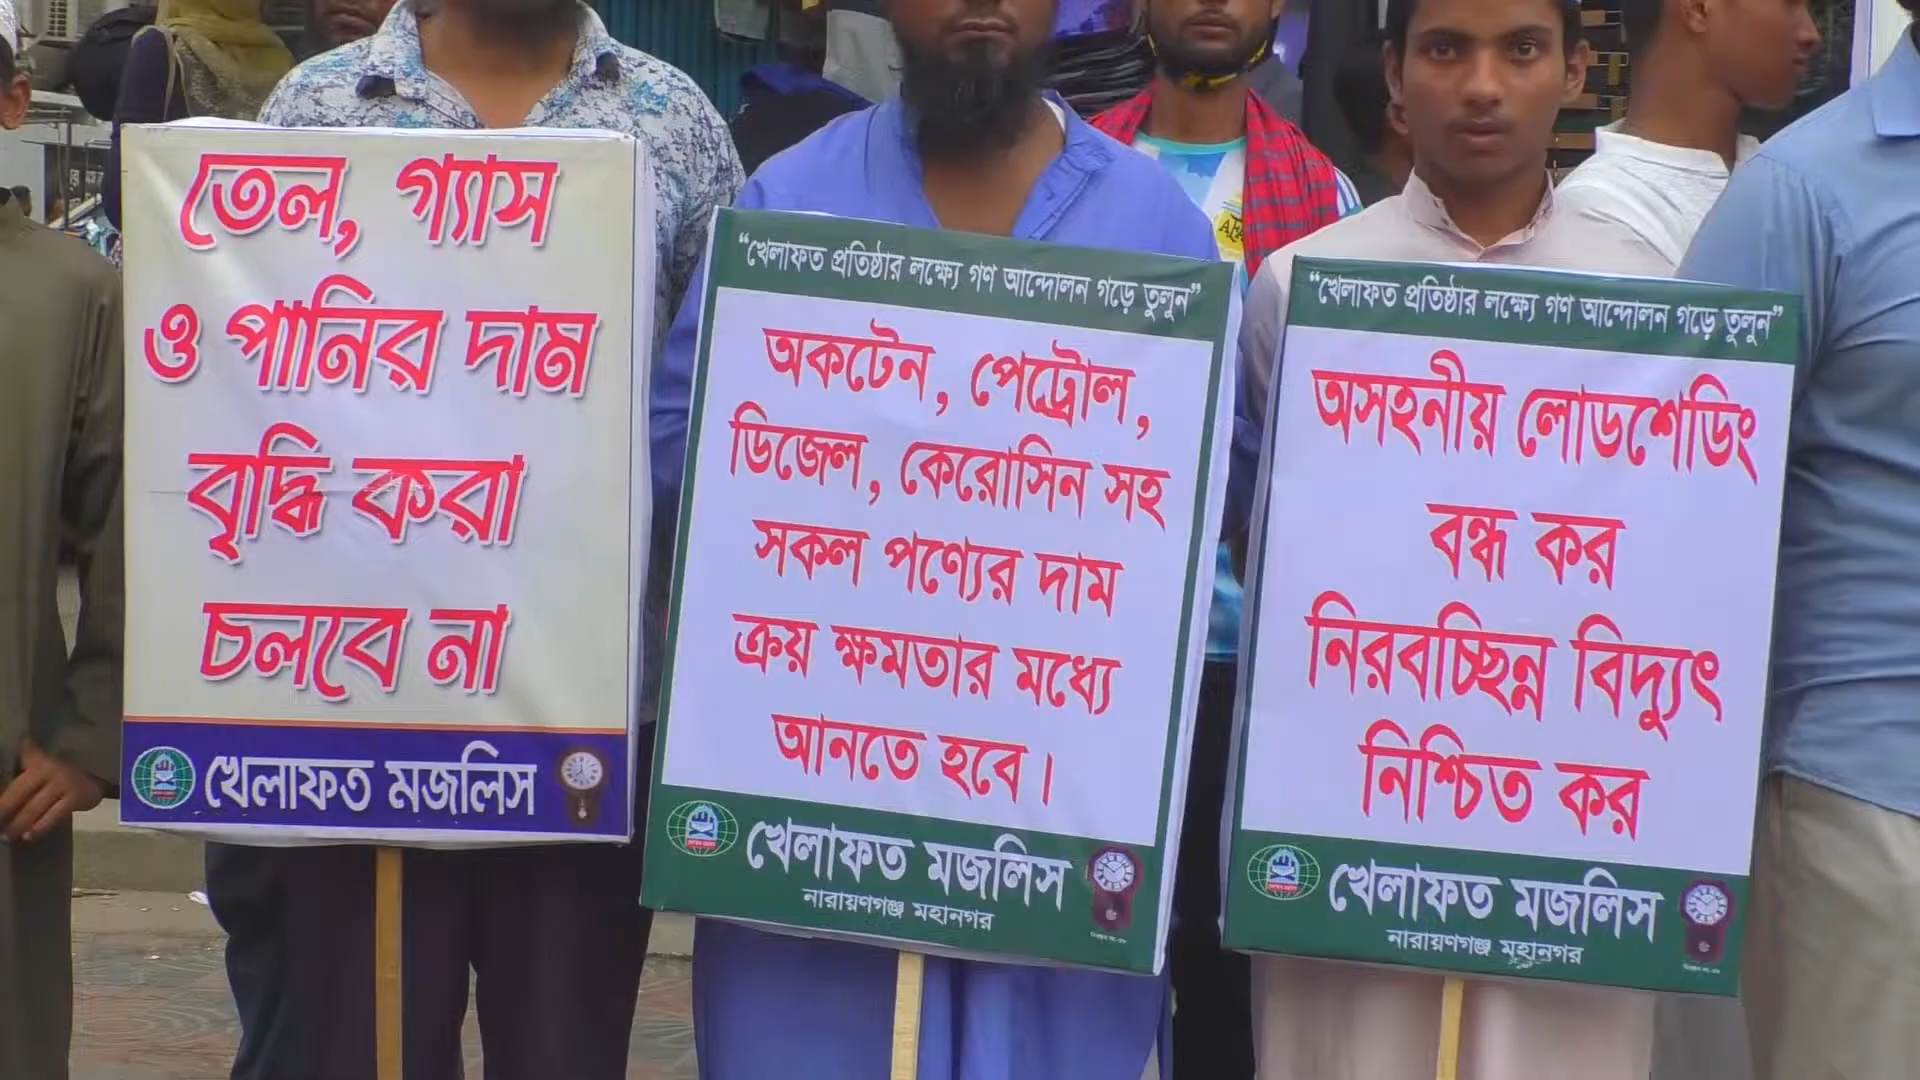 তেল, গ্যাস
ও পানির দাম
বৃদ্ধি করা
চলবে না
খেলাফত মজলিস
“খেলাফত প্রতিষ্ঠার লক্ষ্যে গণ আন্দোলন গড়ে তুলুন”
অকটেন, পেট্রোল,
ডিজেল, কেরোসিন সহ
সকল পণ্যের দাম
ক্রয় ক্ষমতার মধ্যে
আনতে হবে।
খেলাফত মজলিস
নারায়ণগঞ্জ মহানগর
“খেলাফত প্রতিষ্ঠার লক্ষ্যে গণ আন্দোলন গড়ে তুলুন”
অসহনীয় লোডশেডিং
বন্ধ কর
নিরবচ্ছিন্ন বিদ্যুৎ
নিশ্চিত কর
খেলাফত মজলিস
নারায়ণগঞ্জ মহানগর